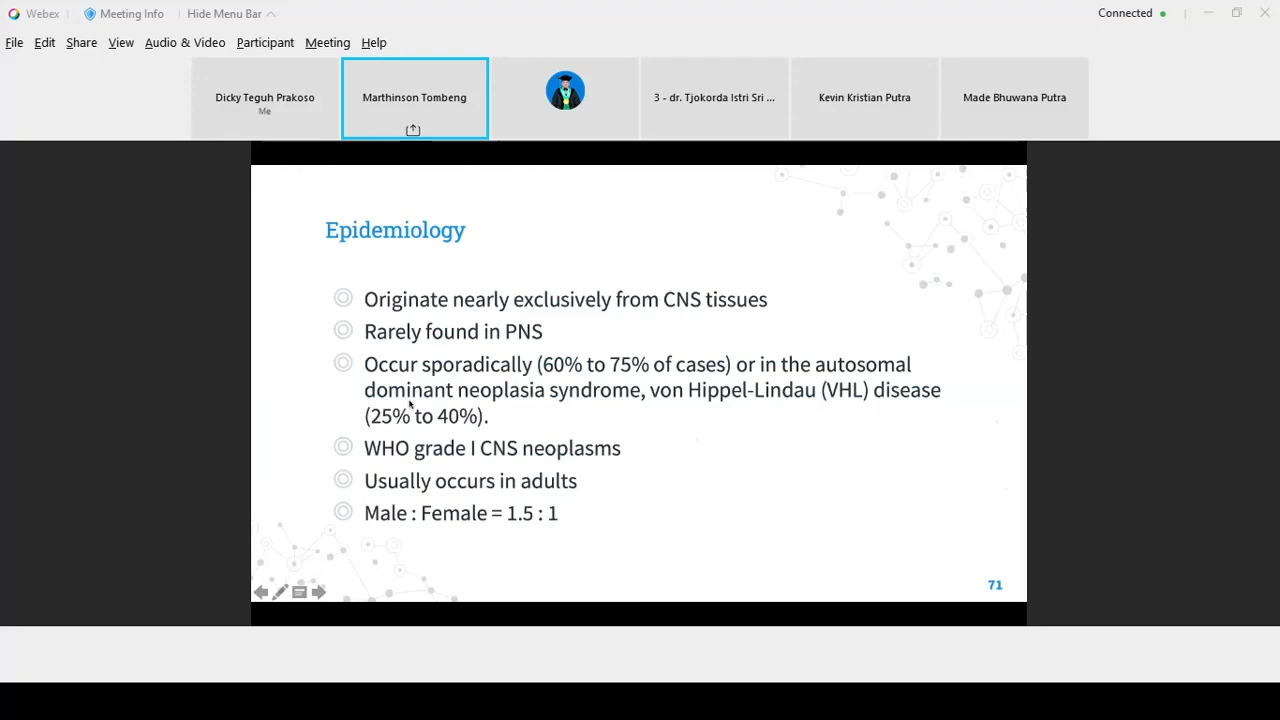 Webex
Meeting Info
Hide Menu Bar
Connected
File Edit Share View Audio & Video Participant Meeting Help
Dicky Teguh Prakoso
Me
Marthinson Tombeng
3 - dr. Tjokorda Istri Sri ...
Kevin Kristian Putra
Made Bhuwana Putra
Epidemiology
Originate nearly exclusively from CNS tissues
Rarely found in PNS
Occur sporadically (60% to 75% of cases) or in the autosomal
dominant neoplasia syndrome, von Hippel-Lindau (VHL) disease
(25% to 40%).
WHO grade I CNS neoplasms
Usually occurs in adults
Male : Female = 1.5 : 1
71